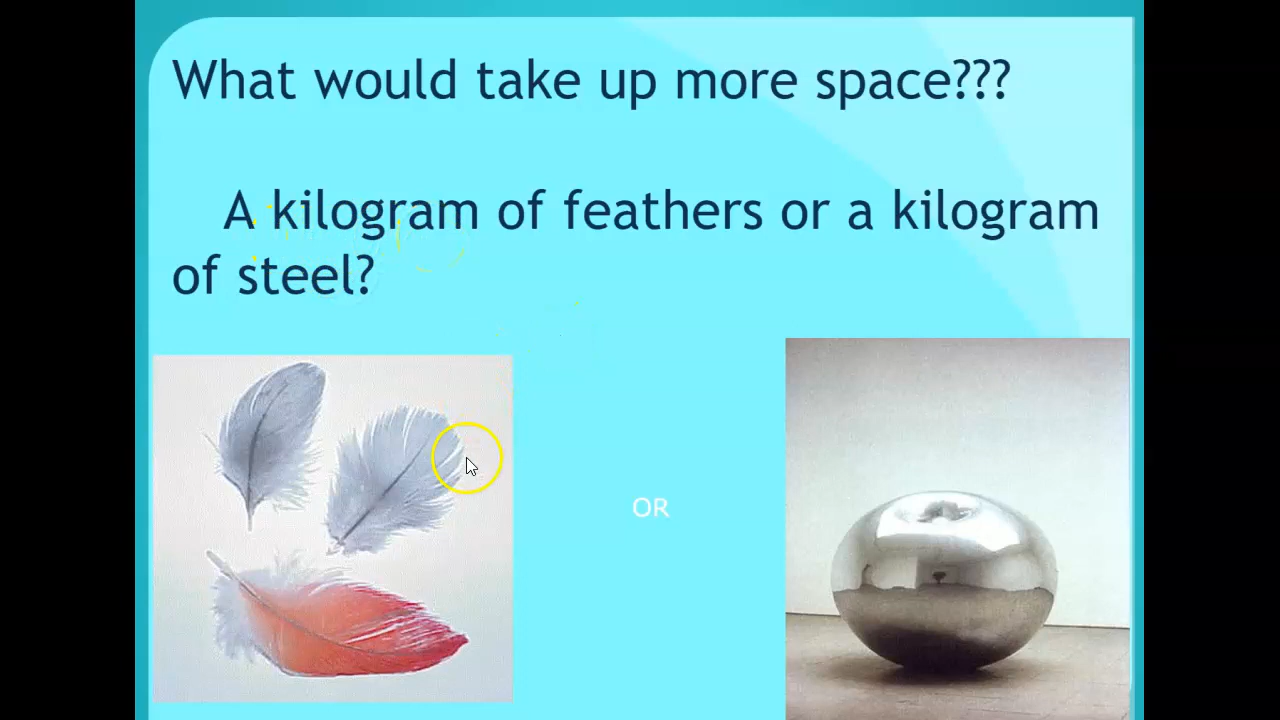 What would take up more space???
A kilogram of feathers or a kilogram
of steel?
OR